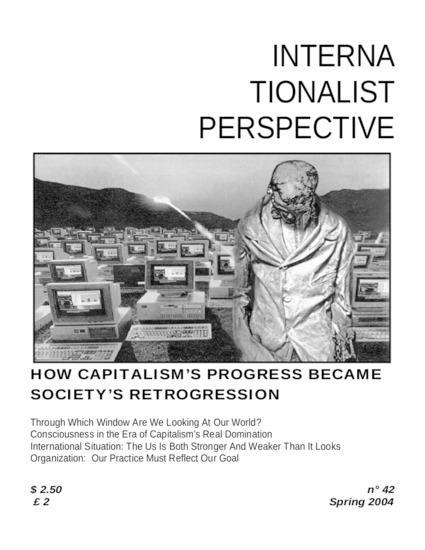 INTERNA
TIONALIST
PERSPECTIVE
HOW CAPITALISM'S PROGRESS BECAME
SOCIETY'S RETROGRESSION
Through Which Window Are We Looking At Our World?
Consciousness in the Era of Capitalism's Real Domination
International Situation: The Us Is Both Stronger And Weaker Than It Looks
Organization: Our Practice Must Reflect Our Goal
$ 2.50
n° 42
£ 2
Spring 2004